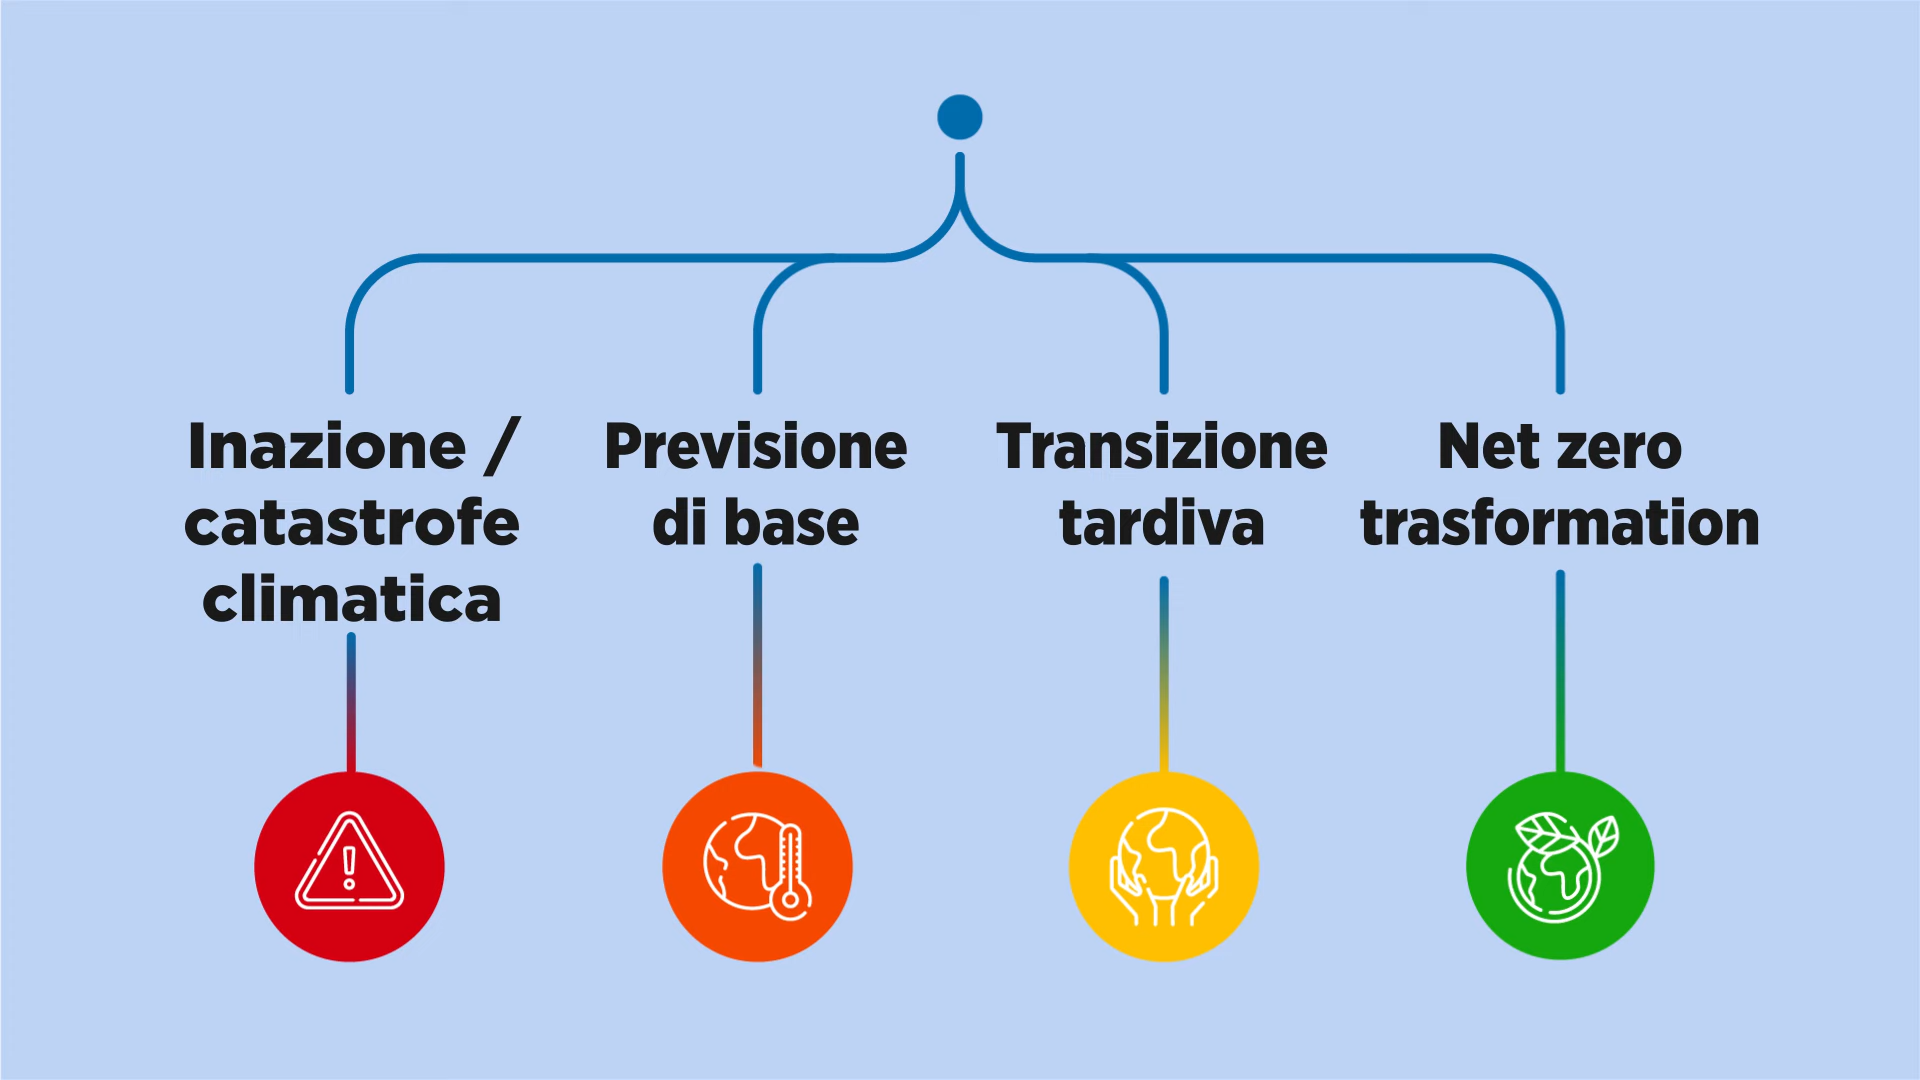 Inazione /
catastrofe
climatica
Previsione
di base
Transizione
tardiva
Net zero
trasformation